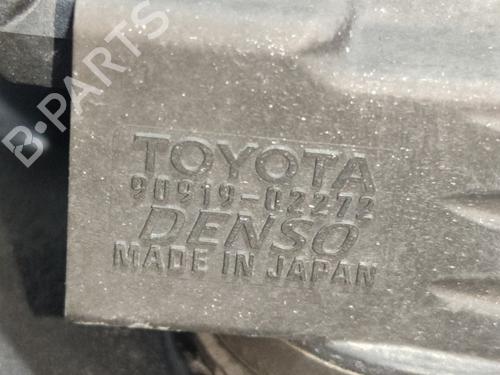 B-PARTS
TOYOTA
90919-02272
DENSO
MADE IN JAPAN